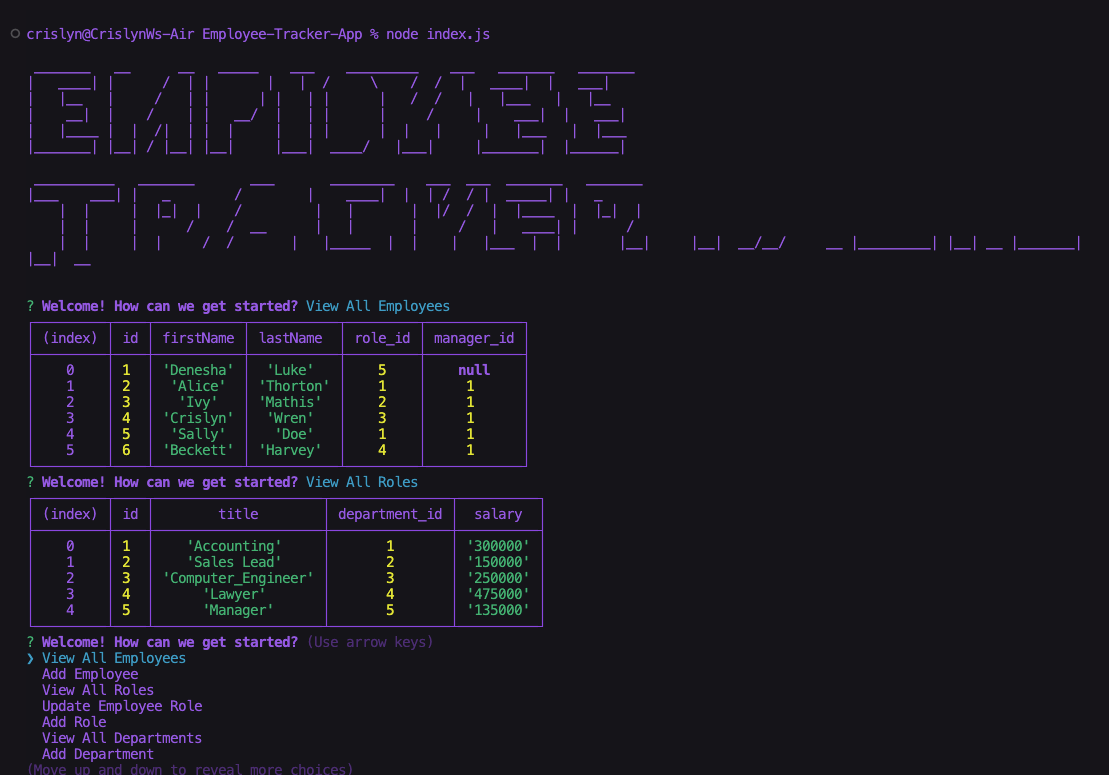 crislyn@CrislynWs-Air Employee-Tracker-App % node index.js
EMPLOYEE
TRACKER
? Welcome! How can we get started? View All Employees
(index) id firstName lastName role_id manager_id
0 1 'Denesha' 'Luke' 5 null
1 2 'Alice' 'Thorton' 1 1
2 3 'Ivy' 'Mathis' 2 1
3 4 'Crislyn' 'Wren' 3 1
4 5 'Sally' 'Doe' 1 1
5 6 'Beckett' 'Harvey' 4 1
? Welcome! How can we get started? View All Roles
(index) id title department_id salary
0 1 'Accounting' 1 '300000'
1 2 'Sales Lead' 2 '150000'
2 3 'Computer_Engineer' 3 '250000'
3 4 'Lawyer' 4 '475000'
4 5 'Manager' 5 '135000'
? Welcome! How can we get started? (Use arrow keys)
❯ View All Employees
Add Employee
View All Roles
Update Employee Role
Add Role
View All Departments
Add Department
(Move up and down to reveal more choices)